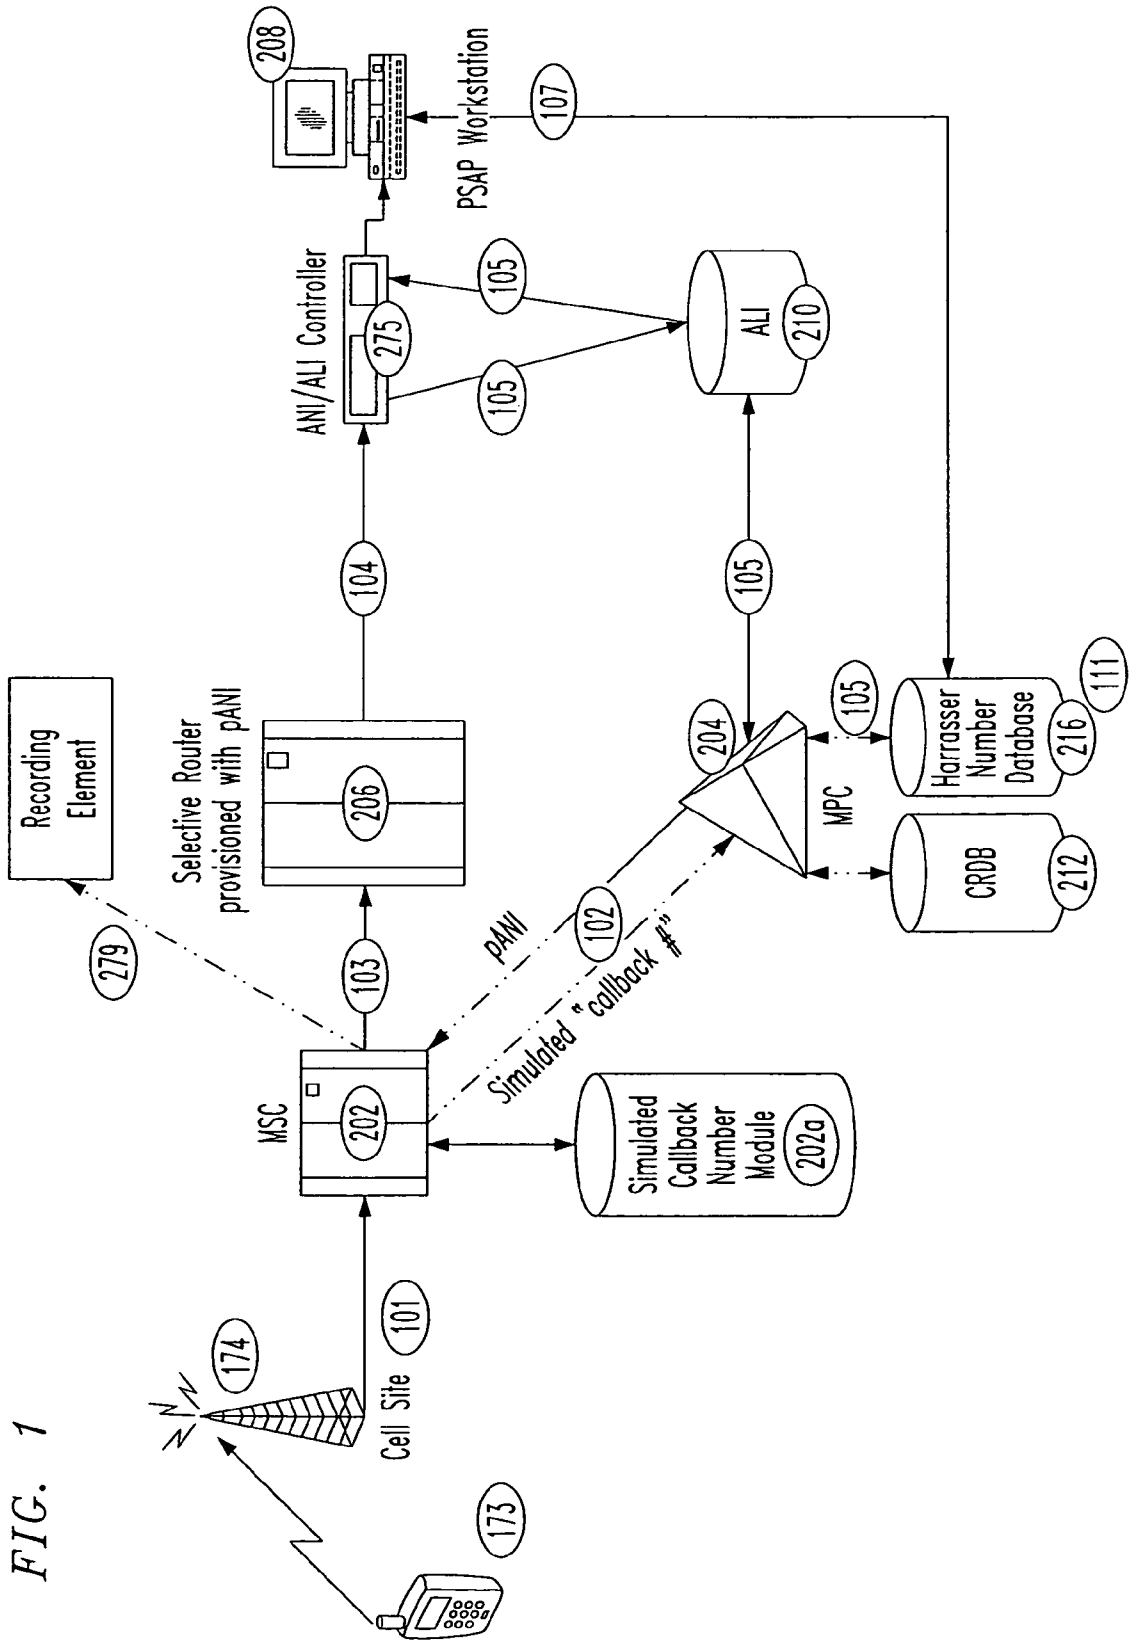 FIG. 1
173
174
Cell Site
101
MSC
202
Simulated
Callback
Number
Module
202a
279
Recording
Element
103
Selective Router
provisioned with pANI
206
pANI
102
Simulated "callback #"
204
MPC
CRDB
212
105
Harrasser
Number
Database
216
111
104
105
ANI/ALI Controller
275
105
105
ALI
210
208
PSAP Workstation
107